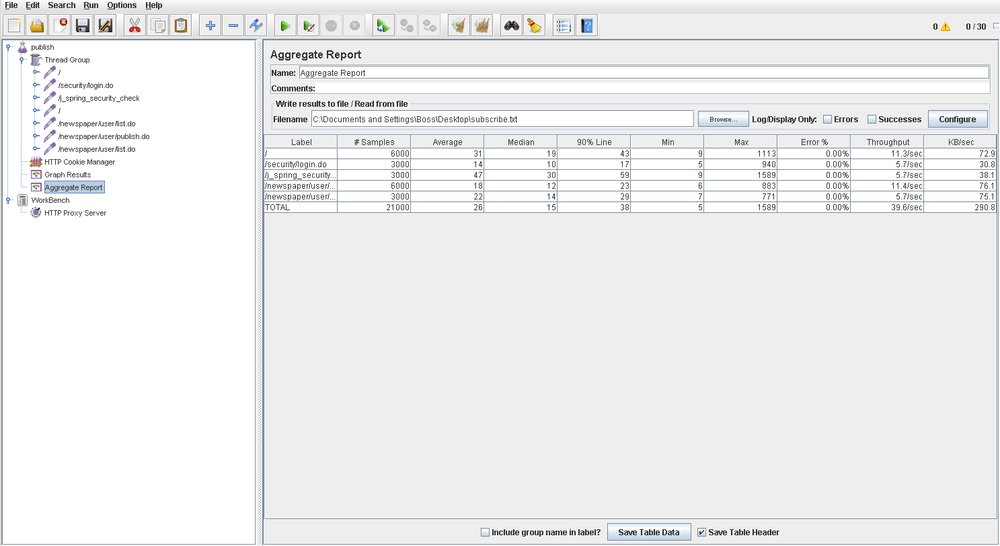 File Edit Search Run Options Help
0 0 / 30
publish
Thread Group
/
/security/login.do
/j_spring_security_check
/
/newspaper/user/list.do
/newspaper/user/publish.do
/newspaper/user/list.do
HTTP Cookie Manager
Graph Results
Aggregate Report
WorkBench
HTTP Proxy Server
Aggregate Report
Name: Aggregate Report
Comments:
Write results to file / Read from file
Filename C:\Documents and Settings\Boss\Desktop\subscribe.txt Browse... Log/Display Only: Errors Successes Configure
Label # Samples Average Median 90% Line Min Max Error % Throughput KB/sec
/ 6000 31 19 43 9 1113 0.00% 11.3/sec 72.9
/security/login.do 3000 14 10 17 5 940 0.00% 5.7/sec 30.8
/j_spring_security... 3000 47 30 59 9 1589 0.00% 5.7/sec 38.1
/newspaper/user/... 6000 18 12 23 6 883 0.00% 11.4/sec 76.1
/newspaper/user/... 3000 22 14 29 7 771 0.00% 5.7/sec 75.1
TOTAL 21000 26 15 38 5 1589 0.00% 39.6/sec 290.8
Include group name in label? Save Table Data Save Table Header